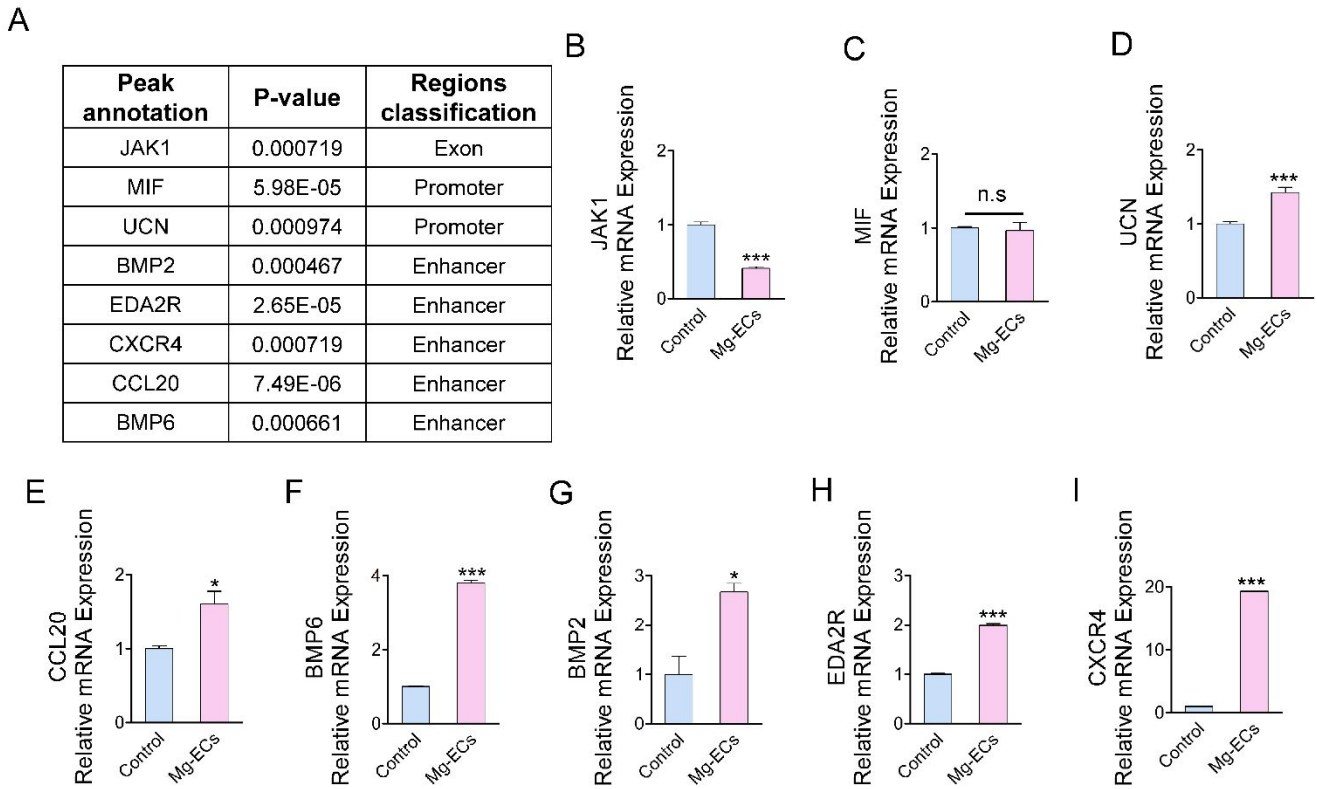 A
Peak annotation P-value Regions classification
JAK1 0.000719 Exon
MIF 5.98E-05 Promoter
UCN 0.000974 Promoter
BMP2 0.000467 Enhancer
EDA2R 2.65E-05 Enhancer
CXCR4 0.000719 Enhancer
CCL20 7.49E-06 Enhancer
BMP6 0.000661 Enhancer
B
JAK1
Relative mRNA Expression
2
1
0
***
Control
Mg-ECs
C
MIF
Relative mRNA Expression
2
1
0
n.s
Control
Mg-ECs
D
UCN
Relative mRNA Expression
2
1
0
***
Control
Mg-ECs
E
CCL20
Relative mRNA Expression
2
1
0
*
Control
Mg-ECs
F
BMP6
Relative mRNA Expression
4
2
0
***
Control
Mg-ECs
G
BMP2
Relative mRNA Expression
3
2
1
0
*
Control
Mg-ECs
H
EDA2R
Relative mRNA Expression
3
2
1
0
***
Control
Mg-ECs
I
CXCR4
Relative mRNA Expression
20
10
0
***
Control
Mg-ECs